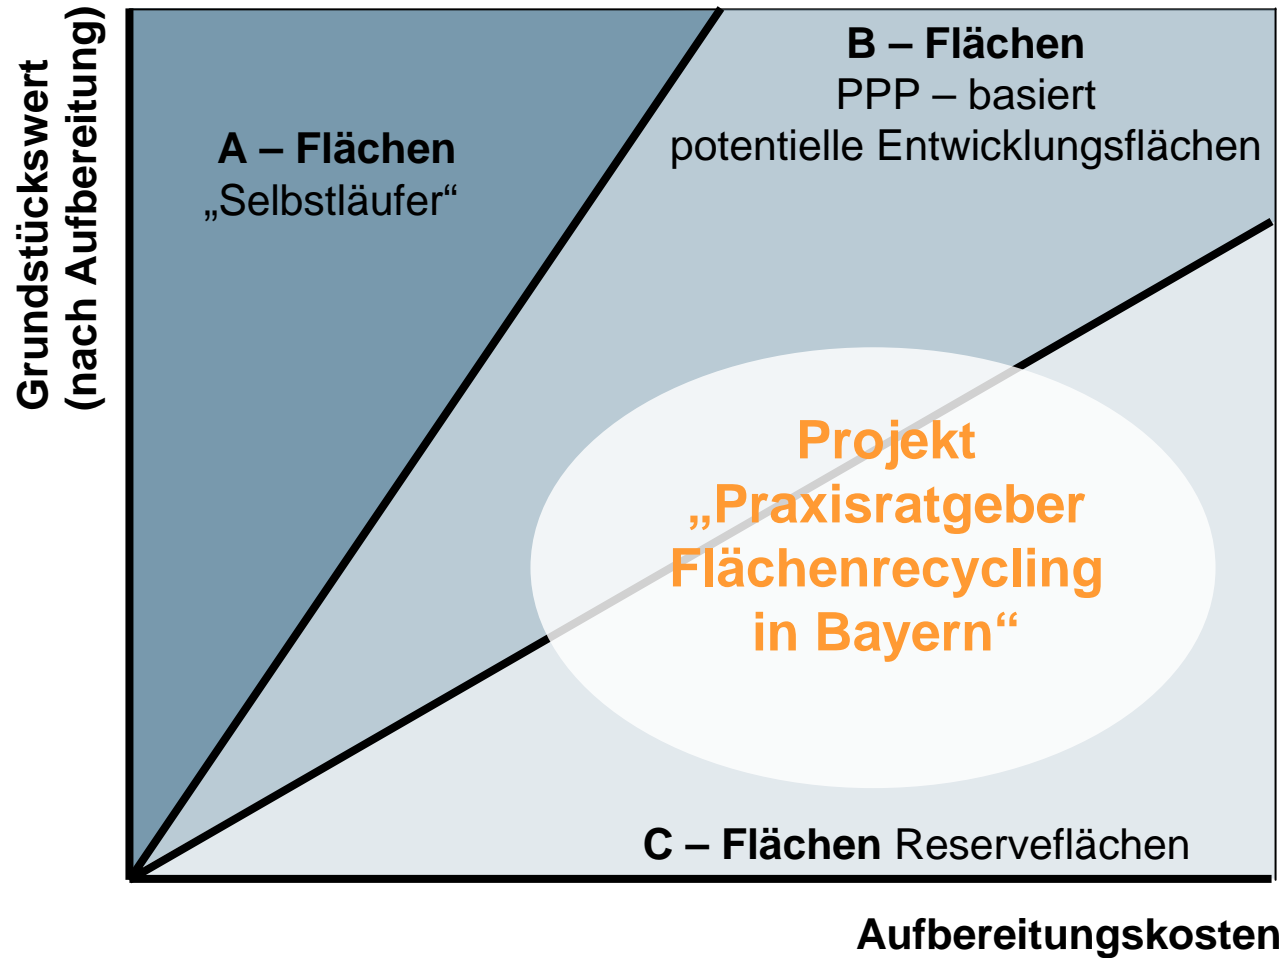 Grundstückswert
(nach Aufbereitung)
A – Flächen
„Selbstläufer“
B – Flächen
PPP – basiert
potentielle Entwicklungsflächen
Projekt
„Praxisratgeber
Flächenrecycling
in Bayern“
C – Flächen Reserveflächen
Aufbereitungskosten